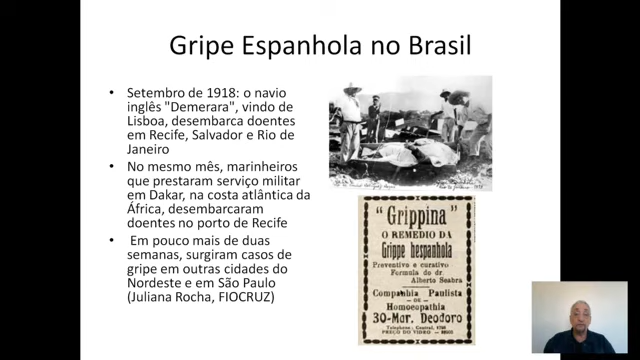 Gripe Espanhola no Brasil
• Setembro de 1918: o navio
inglês "Demerara", vindo de
Lisboa, desembarca doentes
em Recife, Salvador e Rio de
Janeiro
• No mesmo mês, marinheiros
que prestaram serviço militar
em Dakar, na costa atlântica da
África, desembarcaram
doentes no porto de Recife
• Em pouco mais de duas
semanas, surgiram casos de
gripe em outras cidades do
Nordeste e em São Paulo
(Juliana Rocha, FIOCRUZ)
“ Grippina ”
O REMEDIO DA
Grippe hespanhola
Preventivo e curativo
Formula do dr.
Alberto Seabra
Companhia Paulista
— DE —
Homoeopathia
30-Mar. Deodoro
Telephone, Central,
PREÇO DO VIDRO —